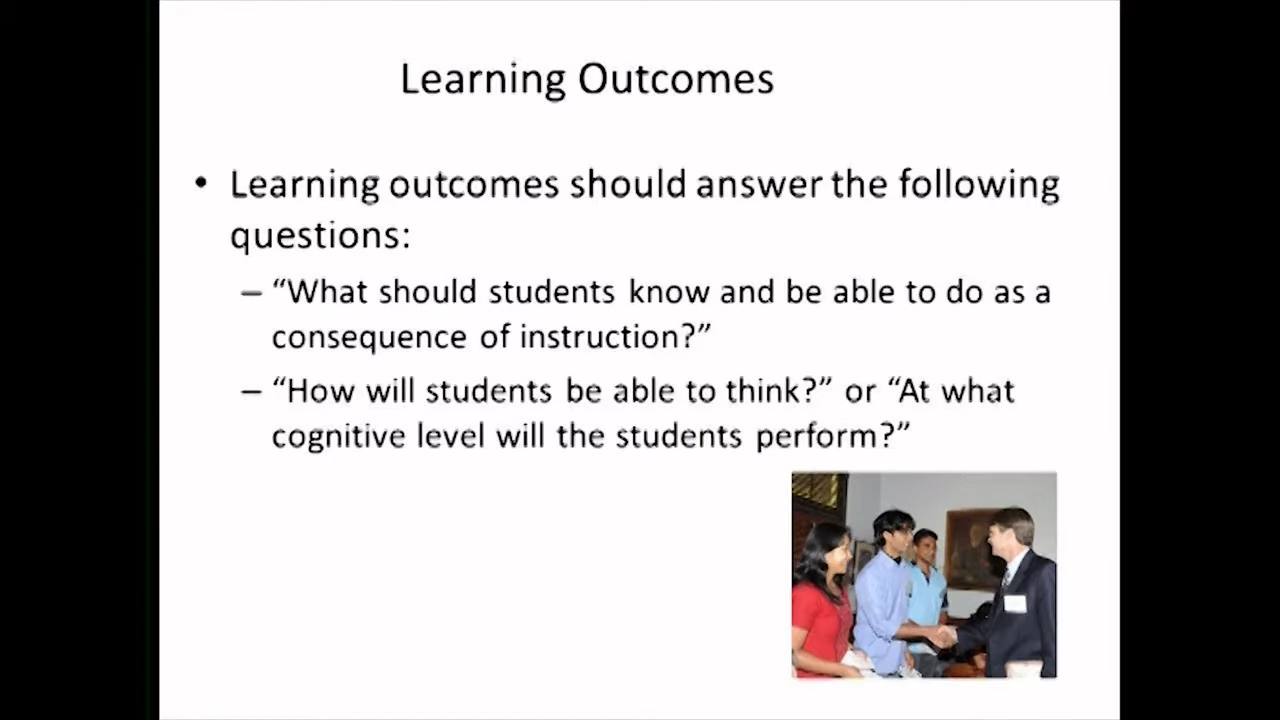 Learning Outcomes
• Learning outcomes should answer the following
questions:
– “What should students know and be able to do as a
consequence of instruction?”
– “How will students be able to think?” or “At what
cognitive level will the students perform?”